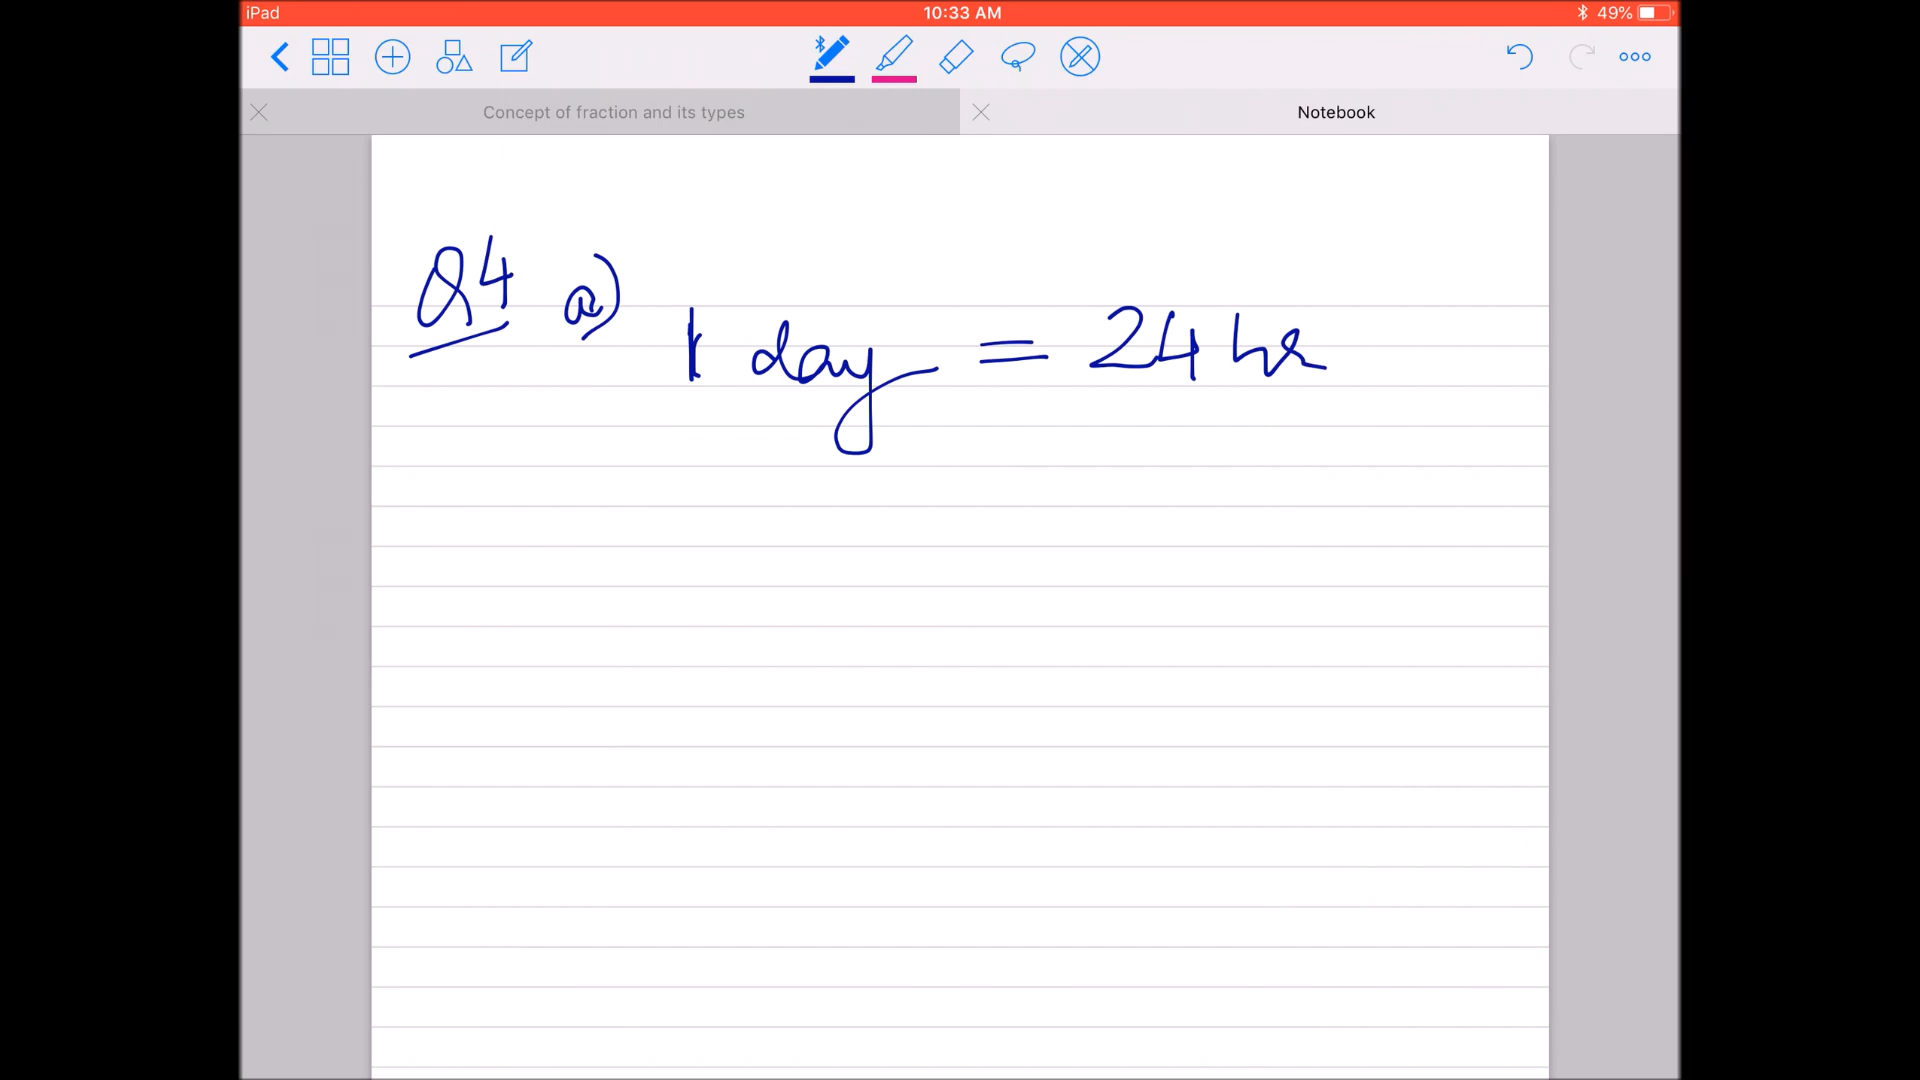 iPad 10:33 AM 49%
Concept of fraction and its types Notebook
Q4 a) 1 day = 24 hr